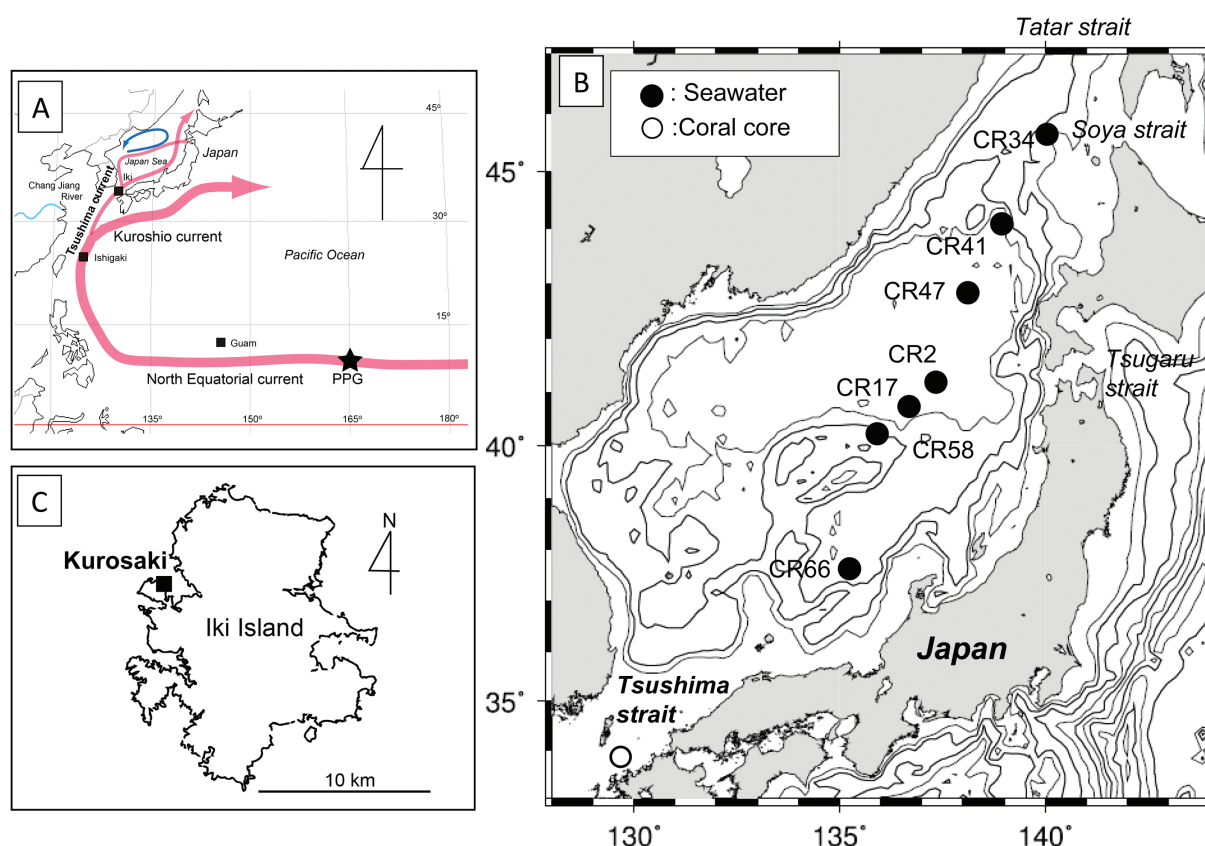 A
45°
Japan
Japan Sea
Iki
Chang Jiang
River
Tsushima current
30°
Kuroshio current
Ishigaki
Pacific Ocean
15°
Guam
North Equatorial current
PPG
135°
150°
165°
180°
C
N
Kurosaki
Iki Island
10 km
Tatar strait
B
: Seawater
:Coral core
CR34
Soya strait
45°
CR41
CR47
CR2
Tsugaru
strait
CR17
40°
CR58
CR66
Japan
Tsushima
strait
35°
130°
135°
140°